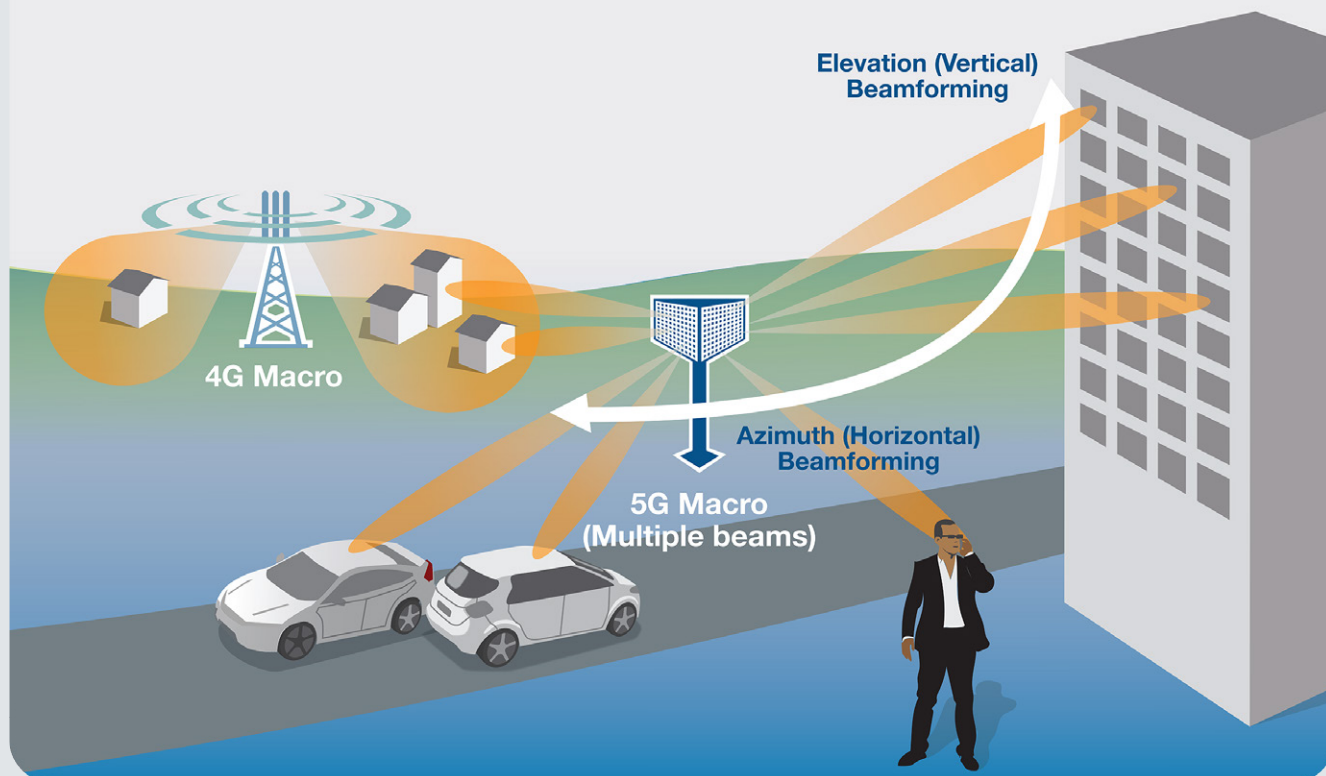 Elevation (Vertical)
Beamforming
4G Macro
Azimuth (Horizontal)
Beamforming
5G Macro
(Multiple beams)